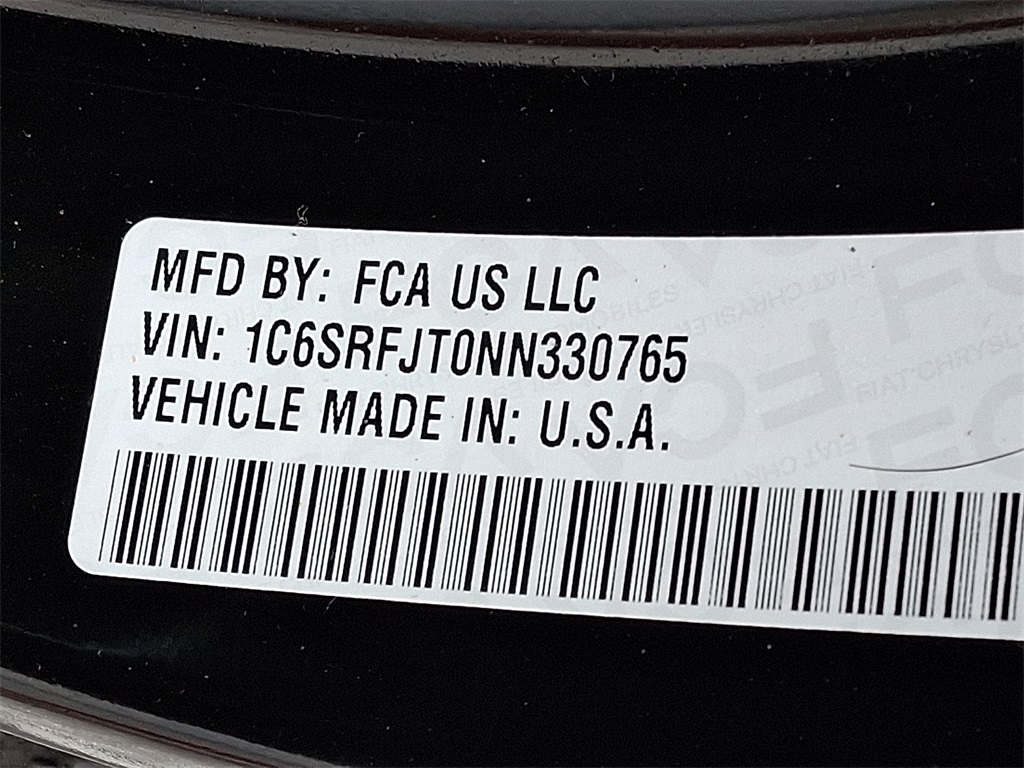 MFD BY: FCA US LLC
VIN: 1C6SRFJT0NN330765
VEHICLE MADE IN: U.S.A.